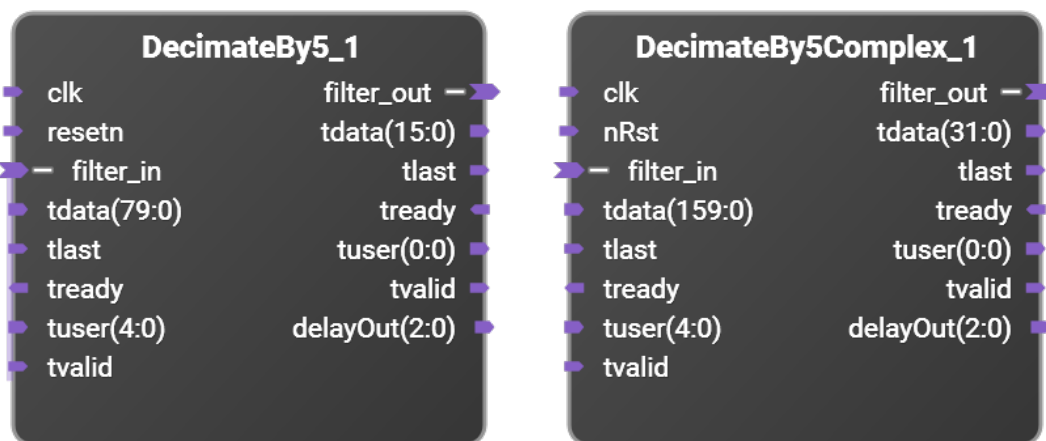 DecimateBy5_1
clk
filter_out
resetn
tdata(15:0)
filter_in
tlast
tdata(79:0)
tready
tlast
tuser(0:0)
tready
tvalid
tuser(4:0)
delayOut(2:0)
tvalid
DecimateBy5Complex_1
clk
filter_out
nRst
tdata(31:0)
filter_in
tlast
tdata(159:0)
tready
tlast
tuser(0:0)
tready
tvalid
tuser(4:0)
delayOut(2:0)
tvalid